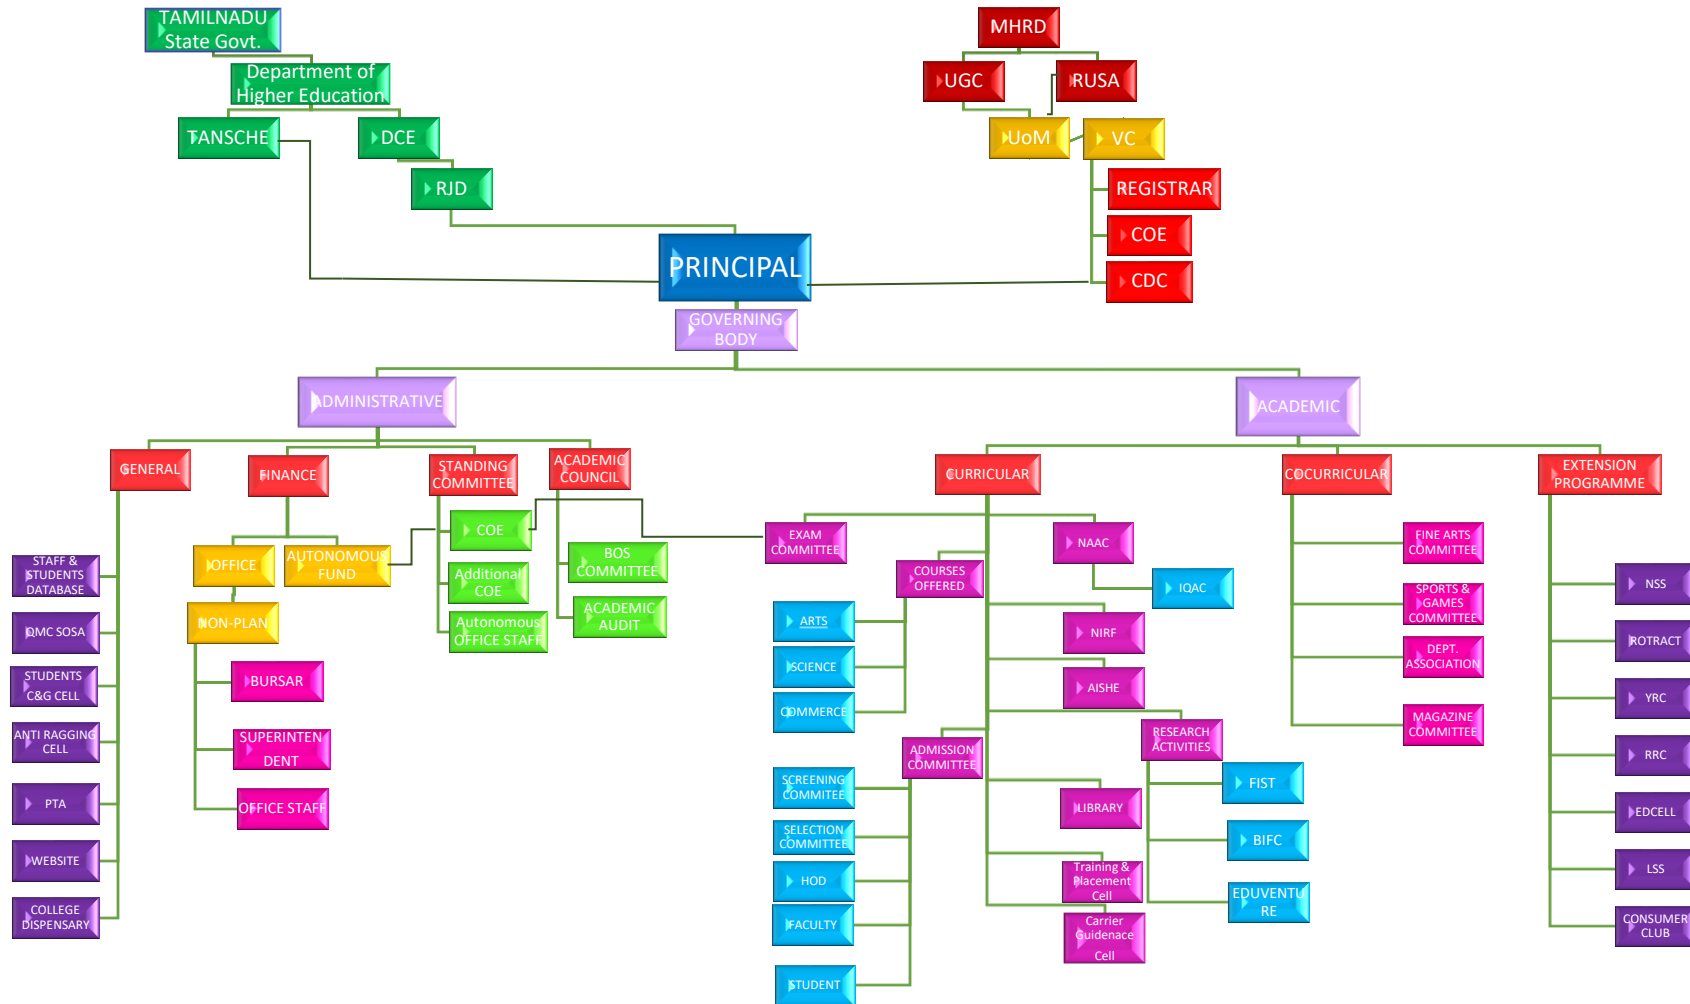 TAMILNADU
State Govt.
MHRD
Department of
Higher Education
UGC
RUSA
TANSCHE
DCE
UoM
VC
RJD
REGISTRAR
COE
CDC
PRINCIPAL
GOVERNING
BODY
ADMINISTRATIVE
ACADEMIC
GENERAL
FINANCE
STANDING
COMMITTEE
ACADEMIC
COUNCIL
CURRICULAR
COCURRICULAR
EXTENSION
PROGRAMME
STAFF &
STUDENTS
DATABASE
QMC SOSA
STUDENTS
C&G CELL
ANTI RAGGING
CELL
PTA
WEBSITE
COLLEGE
DISPENSARY
OFFICE
AUTONOMOUS
FUND
NON-PLAN
BURSAR
SUPERINTEN
DENT
OFFICE STAFF
COE
Additional
COE
Autonomous
OFFICE STAFF
BOS
COMMITTEE
ACADEMIC
AUDIT
EXAM
COMMITTEE
COURSES
OFFERED
ARTS
SCIENCE
COMMERCE
ADMISSION
COMMITTEE
SCREENING
COMMITEE
SELECTION
COMMITTEE
HOD
FACULTY
STUDENT
NAAC
IQAC
NIRF
AISHE
RESEARCH
ACTIVITIES
FIST
BIFC
EDUVENTU
RE
LIBRARY
Training &
Placement
Cell
Carrier
Guidenace
Cell
FINE ARTS
COMMITTEE
SPORTS &
GAMES
COMMITTEE
DEPT.
ASSOCIATION
MAGAZINE
COMMITTEE
NSS
ROTRACT
YRC
RRC
EDCELL
LSS
CONSUMER
CLUB